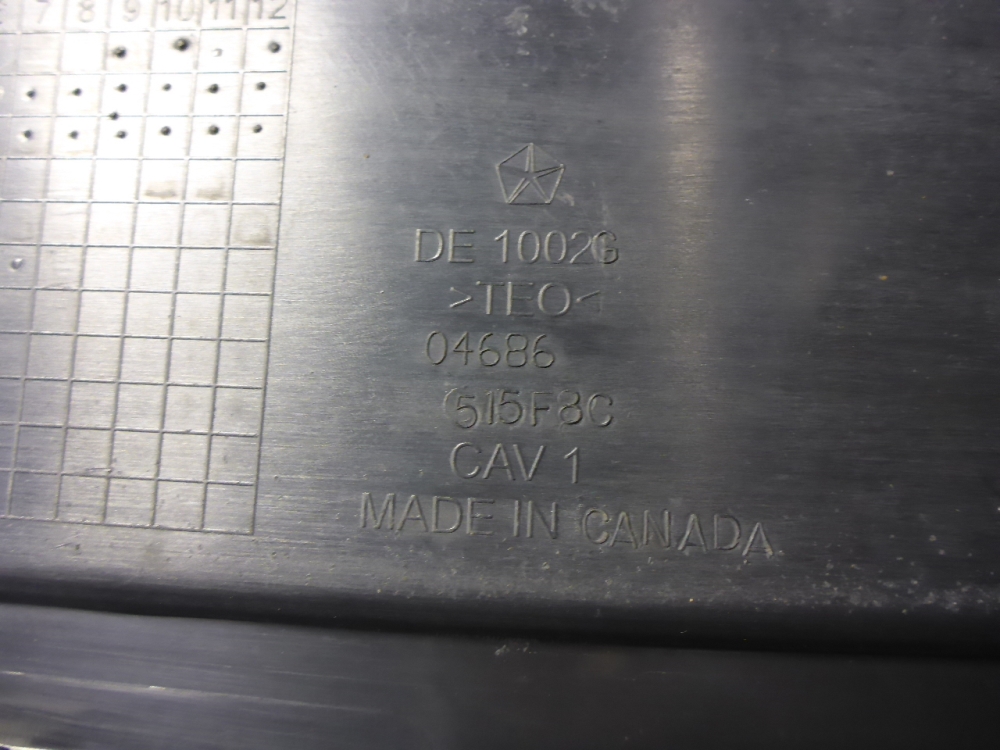 7 8 9 10 11 12
DE 1002G
>TEO<
04686
515F8C
CAV 1
MADE IN CANADA